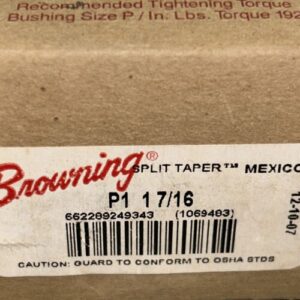 Recommended Tightening Torque
Bushing Size P / In. Lbs. Torque 192
Browning® SPLIT TAPER™ MEXICO
P1 1 7/16
662289249343 (1069403)
12-10-07
CAUTION: GUARD TO CONFORM TO OSHA STDS